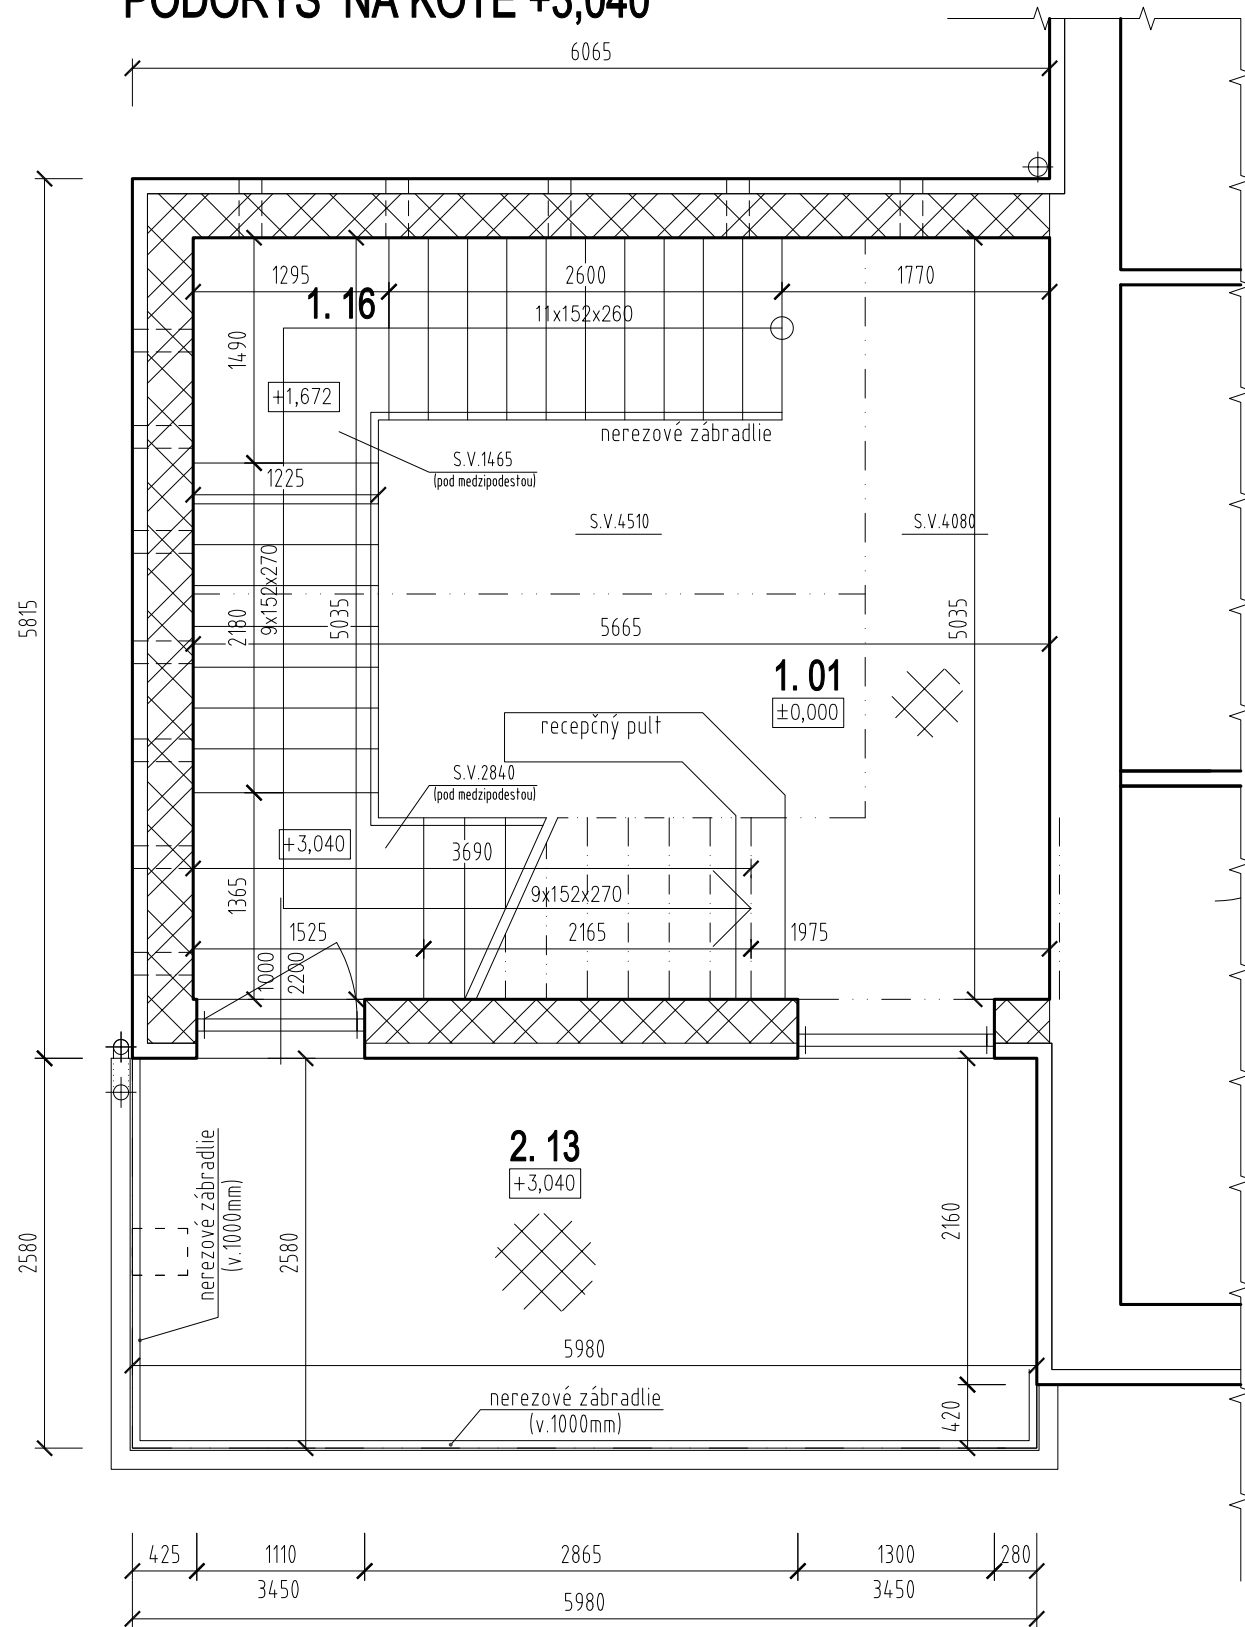 PÔDORYS NA KÓTE +3,040
6065
1295
2600
1770
1. 16
11x152x260
1490
+1,672
nerezové zábradlie
S.V.1465
(pod medzipodestou)
1225
S.V.4510
S.V.4080
9x152x270
2180
5035
5035
5815
5665
1. 01
±0,000
recepčný pult
S.V.2840
(pod medzipodestou)
+3,040
3690
1365
9x152x270
1525
2165
1975
1000
2200
2. 13
+3,040
nerezové zábradlie
(v.1000mm)
2580
2580
2160
5980
nerezové zábradlie
(v.1000mm)
420
425
1110
2865
1300
280
3450
3450
5980